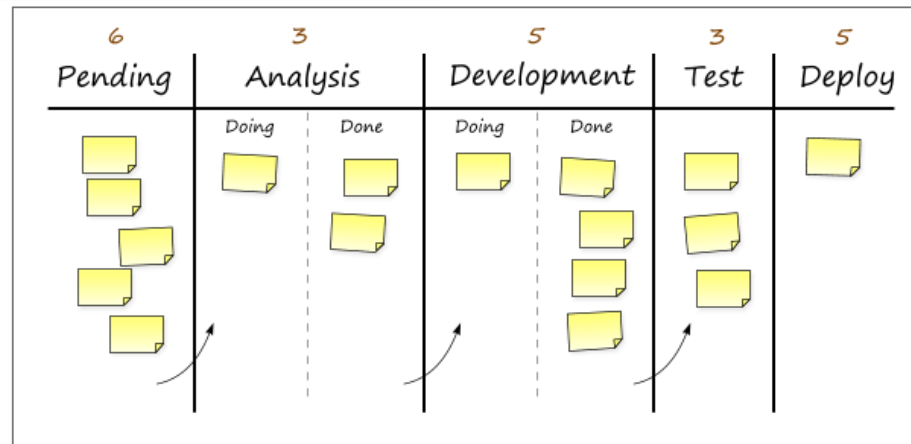 6 3 5 3 5
Pending Analysis Development Test Deploy
Doing Done Doing Done